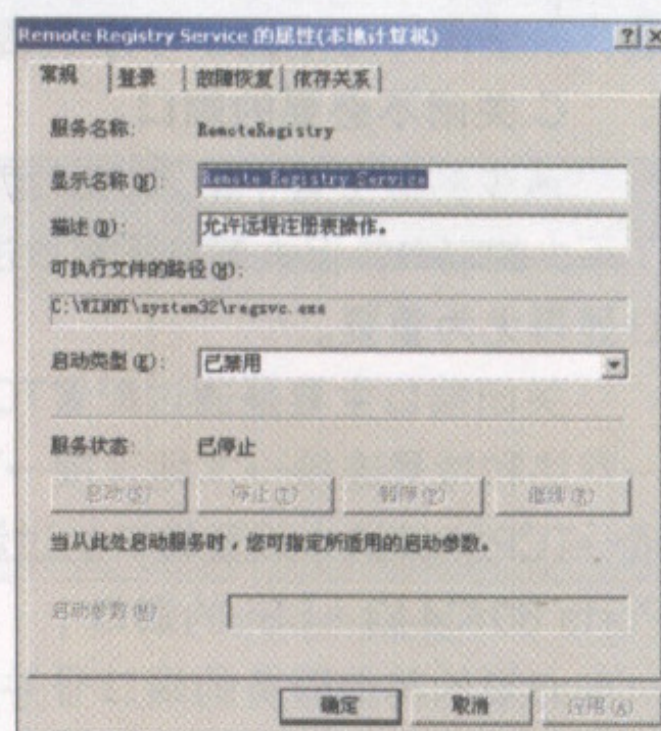 Remote Registry Service 的属性(本地计算机)
常规 登录 故障恢复 依存关系
服务名称: RemoteRegistry
显示名称(N): Remote Registry Service
描述(D): 允许远程注册表操作。
可执行文件的路径(H):
C:\WINNT\system32\regsvc.exe
启动类型(E): 已禁用
服务状态: 已停止
启动(S) 停止(T) 暂停(P) 继续(R)
当从此处启动服务时，您可指定所适用的启动参数。
启动参数(M)
确定 取消 应用(A)